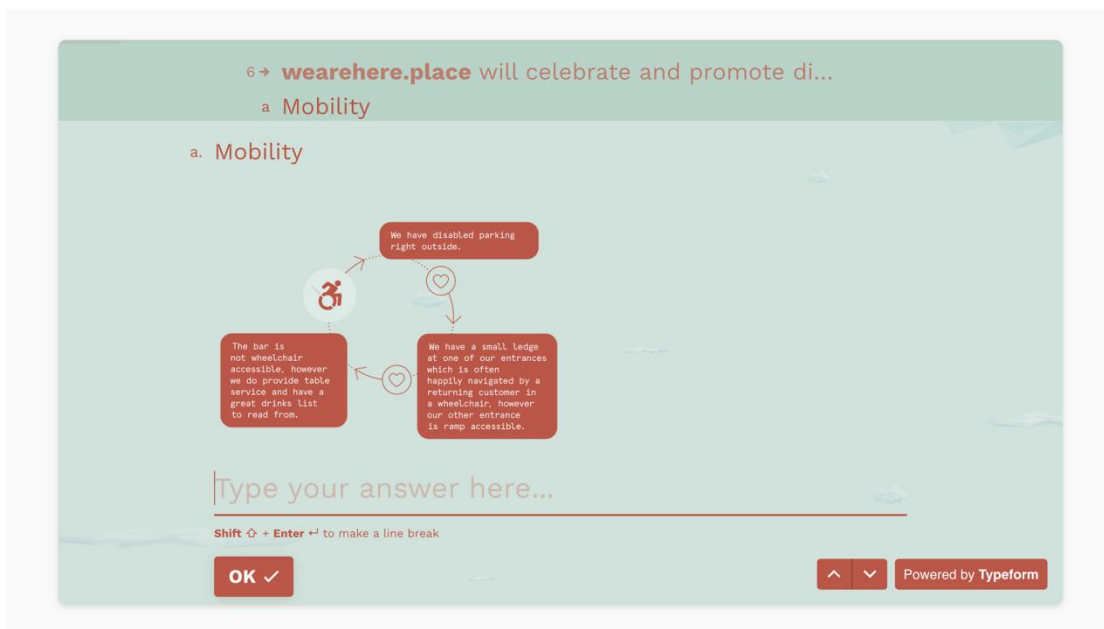 6→ wearehere.place will celebrate and promote di...
a Mobility
a. Mobility
We have disabled parking
right outside.
The bar is
not wheelchair
accessible, however
we do provide table
service and have a
great drinks list
to read from.
We have a small ledge
at one of our entrances
which is often
happily navigated by a
returning customer in
a wheelchair, however
our other entrance
is ramp accessible.
Type your answer here...
Shift ⇧ + Enter ↵ to make a line break
OK ✓
Powered by Typeform